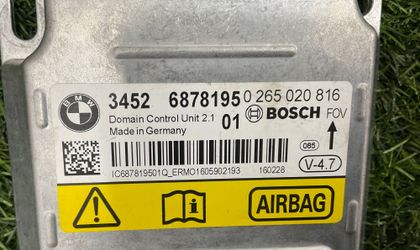 BMW
3452 6878195 0 265 020 816
Domain Control Unit 2.1 01 BOSCH FOV
Made in Germany
085
V-4.7
IC687819501Q_ERMO1605902193 160228
AIRBAG